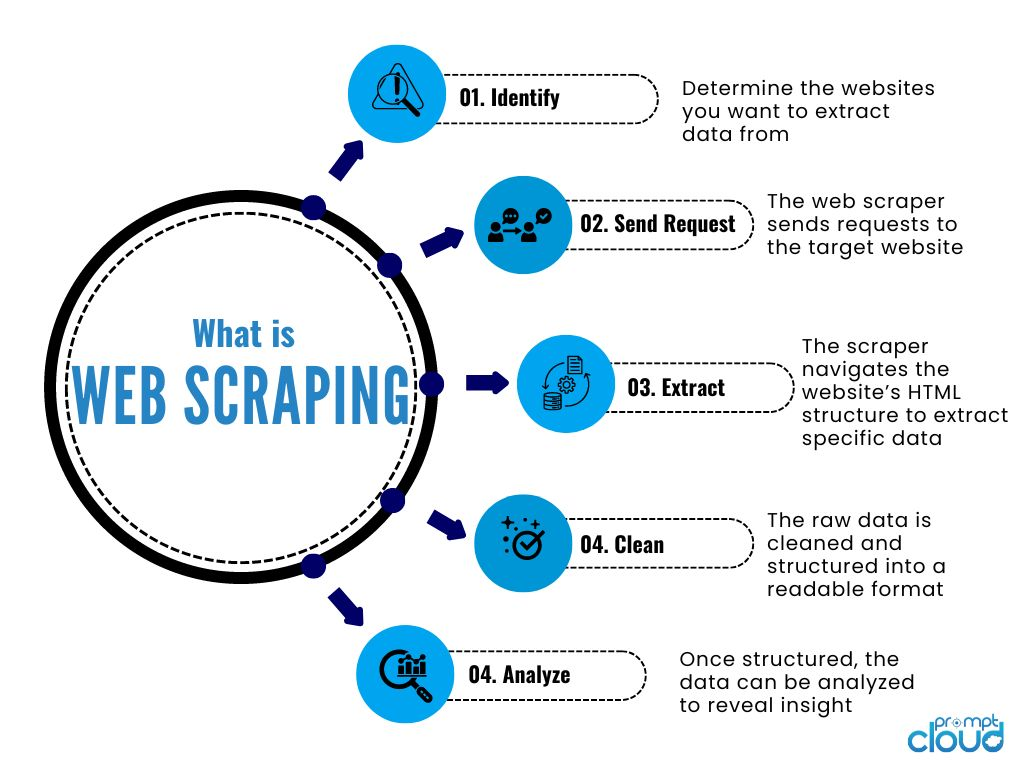 What is
WEB SCRAPING
01. Identify
Determine the websites
you want to extract
data from
02. Send Request
The web scraper
sends requests to
the target website
03. Extract
The scraper
navigates the
website’s HTML
structure to extract
specific data
04. Clean
The raw data is
cleaned and
structured into a
readable format
04. Analyze
Once structured, the
data can be analyzed
to reveal insight
prompt
cloud